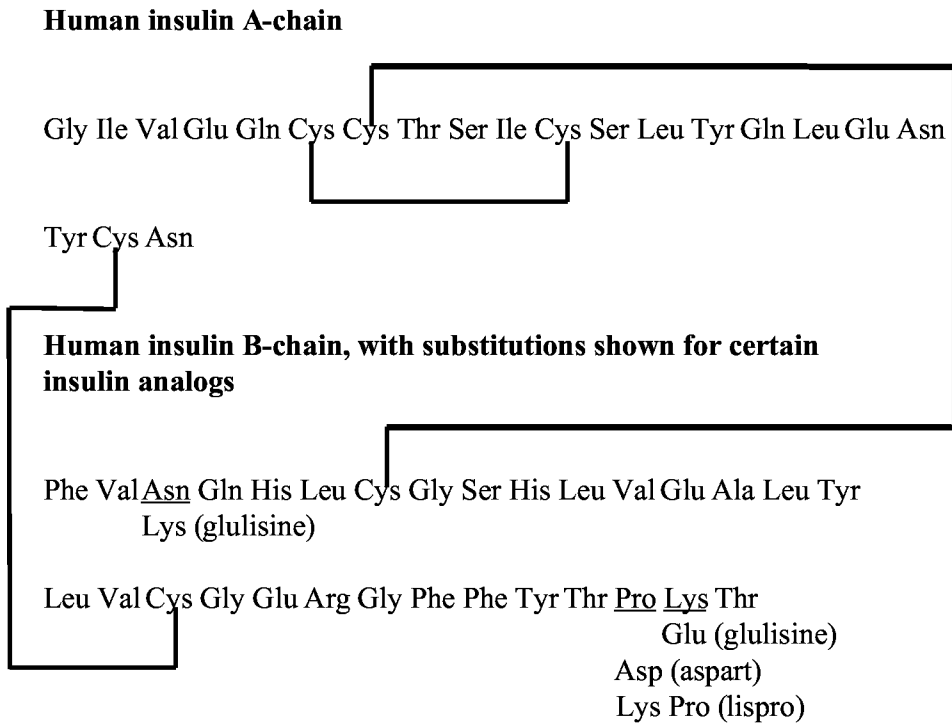 Human insulin A-chain
Gly Ile Val Glu Gln Cys Cys Thr Ser Ile Cys Ser Leu Tyr Gln Leu Glu Asn
Tyr Cys Asn
Human insulin B-chain, with substitutions shown for certain
insulin analogs
Phe Val Asn Gln His Leu Cys Gly Ser His Leu Val Glu Ala Leu Tyr
Lys (glulisine)
Leu Val Cys Gly Glu Arg Gly Phe Phe Tyr Thr Pro Lys Thr
Glu (glulisine)
Asp (aspart)
Lys Pro (lispro)